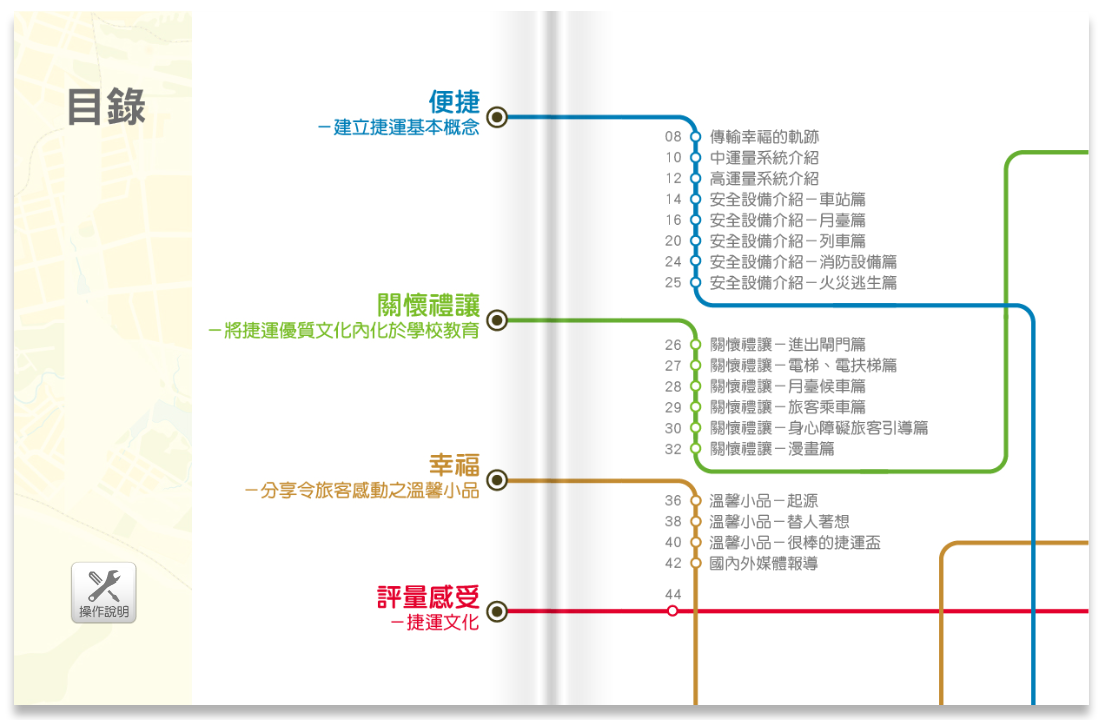 目錄
便捷
－建立捷運基本概念
08 傳輸幸福的軌跡
10 中運量系統介紹
12 高運量系統介紹
14 安全設備介紹－車站篇
16 安全設備介紹－月臺篇
20 安全設備介紹－列車篇
24 安全設備介紹－消防設備篇
25 安全設備介紹－火災逃生篇
關懷禮讓
－將捷運優質文化內化於學校教育
26 關懷禮讓－進出閘門篇
27 關懷禮讓－電梯、電扶梯篇
28 關懷禮讓－月臺候車篇
29 關懷禮讓－旅客乘車篇
30 關懷禮讓－身心障礙旅客引導篇
32 關懷禮讓－漫畫篇
幸福
－分享令旅客感動之溫馨小品
36 溫馨小品－起源
38 溫馨小品－替人著想
40 溫馨小品－很棒的捷運盃
42 國內外媒體報導
評量感受
－捷運文化
44
操作說明